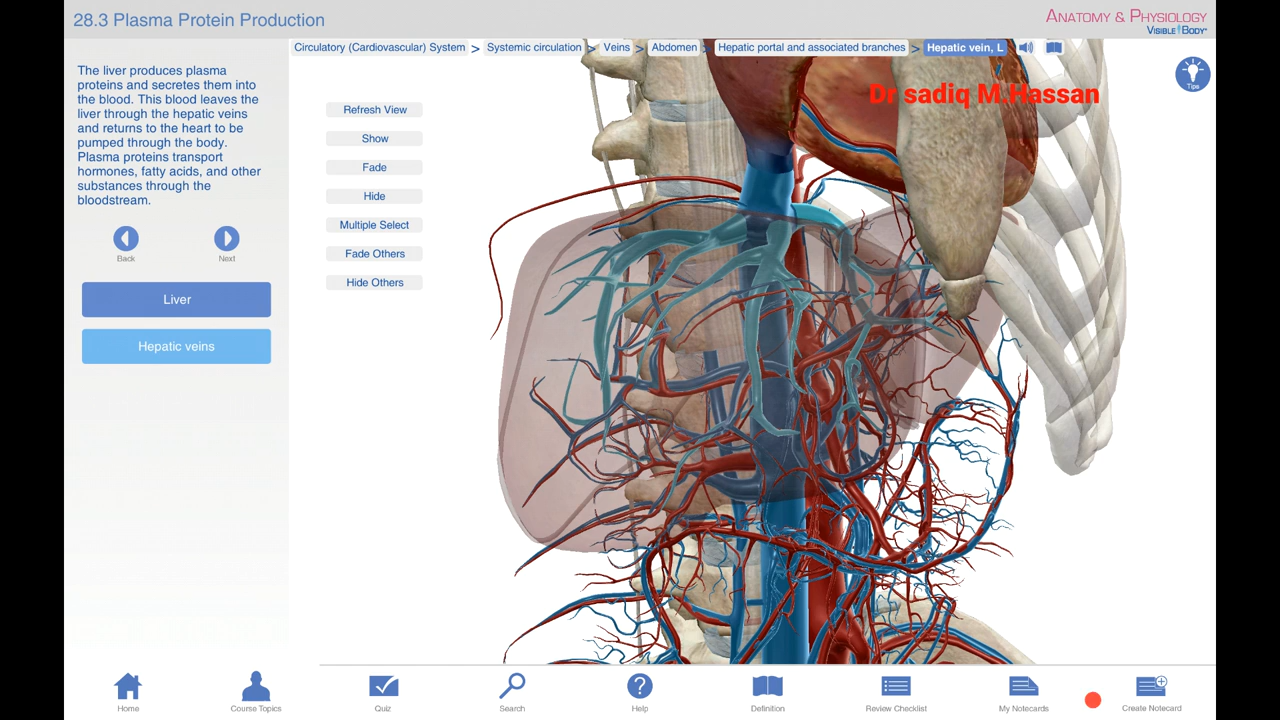 28.3 Plasma Protein Production
ANATOMY & PHYSIOLOGY
VISIBLE BODY®
Circulatory (Cardiovascular) System > Systemic circulation > Veins > Abdomen > Hepatic portal and associated branches > Hepatic vein, L
The liver produces plasma
proteins and secretes them into
the blood. This blood leaves the
liver through the hepatic veins
and returns to the heart to be
pumped through the body.
Plasma proteins transport
hormones, fatty acids, and other
substances through the
bloodstream.
Back
Next
Liver
Hepatic veins
Refresh View
Show
Fade
Hide
Multiple Select
Fade Others
Hide Others
Dr sadiq M.Hassan
Tips
Home
Course Topics
Quiz
Search
Help
Definition
Review Checklist
My Notecards
Create Notecard